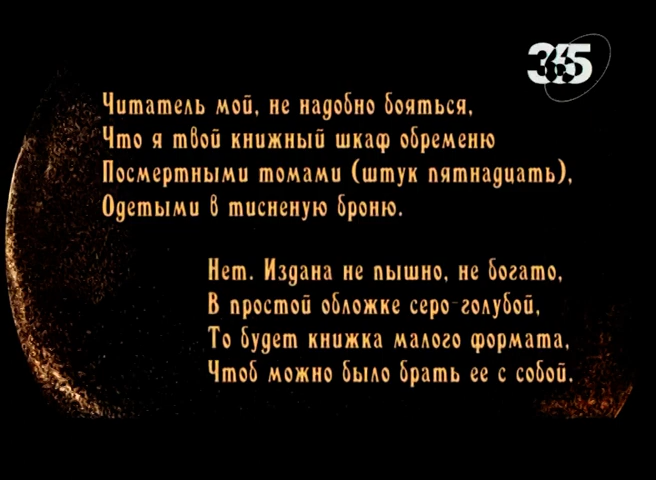 365
Читатель мой, не надобно бояться,
Что я твой книжный шкаф обременю
Посмертными томами (штук пятнадцать),
Одетыми в тисненую броню.
Нет. Издана не пышно, не богато,
В простой обложке серо-голубой,
То будет книжка малого формата,
Чтоб можно было брать ее с собой.